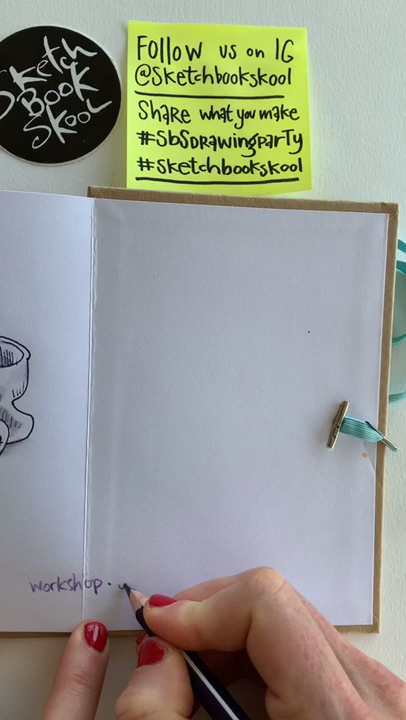 Sketch
Book
Skool
Follow us on IG
@Sketchbookskool
Share what you make
#SbSDrawingParTy
#Sketchbookskool
workshop.